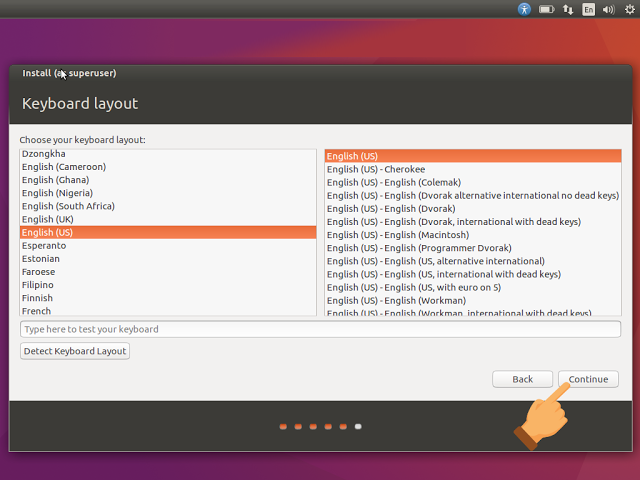 En
Install (as superuser)
Keyboard layout
Choose your keyboard layout:
Dzongkha
English (Cameroon)
English (Ghana)
English (Nigeria)
English (South Africa)
English (UK)
English (US)
Esperanto
Estonian
Faroese
Filipino
Finnish
French
English (US)
English (US) - Cherokee
English (US) - English (Colemak)
English (US) - English (Dvorak alternative international no dead keys)
English (US) - English (Dvorak)
English (US) - English (Dvorak, international with dead keys)
English (US) - English (Macintosh)
English (US) - English (Programmer Dvorak)
English (US) - English (US, alternative international)
English (US) - English (US, international with dead keys)
English (US) - English (US, with euro on 5)
English (US) - English (Workman)
English (US) - English (Workman, international with dead keys)
Type here to test your keyboard
Detect Keyboard Layout
Back
Continue